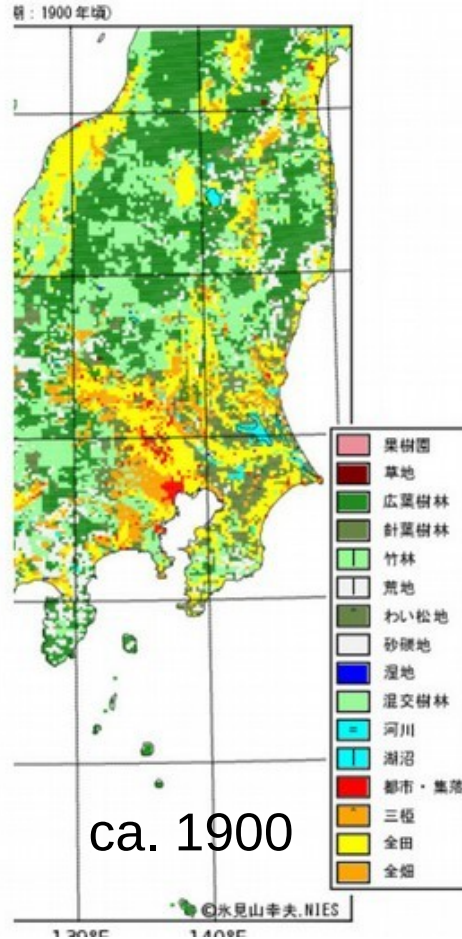 期：1900年頃)
果樹園
草地
広葉樹林
針葉樹林
竹林
荒地
わい松地
砂礫地
湿地
混交樹林
河川
湖沼
都市・集落
三椏
全田
全畑
ca. 1900
©氷見山幸夫.NIES
139°E
140°E